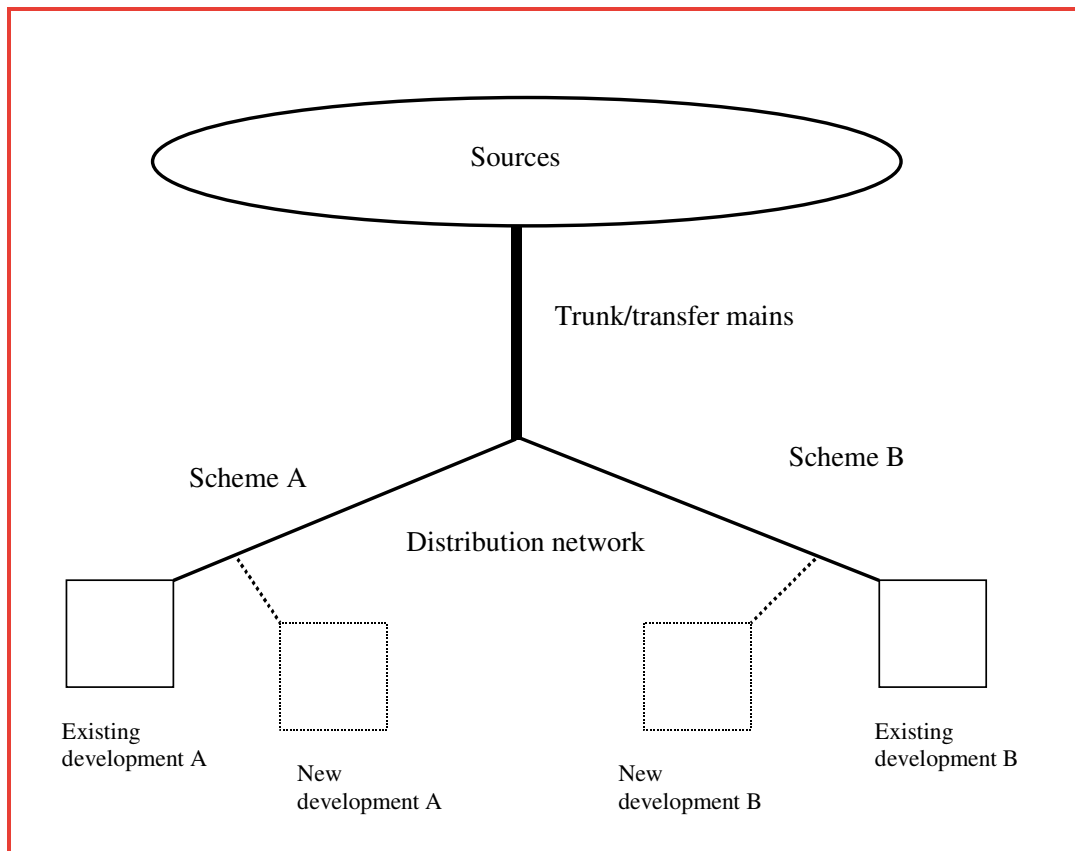 Sources
Trunk/transfer mains
Scheme A
Scheme B
Distribution network
Existing
development A
New
development A
New
development B
Existing
development B